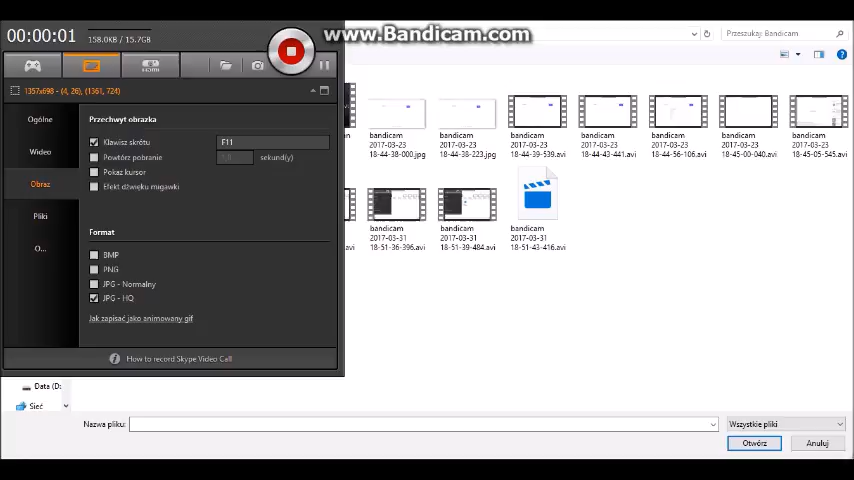 00:00:01
158.0KB / 15.7GB
www.Bandicam.com
Przeszukaj: Bandicam
1357x698 - (4, 26), (1361, 724)
Ogólne
Wideo
Obraz
Pliki
O...
Przechwyt obrazka
Klawisz skrótu
F11
Powtórz pobranie
1,0
sekund(y)
Pokaż kursor
Efekt dźwięku migawki
Format
BMP
PNG
JPG - Normalny
JPG - HQ
Jak zapisać jako animowany gif
How to record Skype Video Call
bandicam
2017-03-23
18-44-38-000.jpg
bandicam
2017-03-23
18-44-38-223.jpg
bandicam
2017-03-23
18-44-39-539.avi
bandicam
2017-03-23
18-44-43-441.avi
bandicam
2017-03-23
18-44-56-106.avi
bandicam
2017-03-23
18-45-00-040.avi
bandicam
2017-03-23
18-45-05-545.avi
.avi
bandicam
2017-03-31
18-51-36-396.avi
bandicam
2017-03-31
18-51-39-484.avi
bandicam
2017-03-31
18-51-43-416.avi
Data (D:
Sieć
Nazwa pliku:
Wszystkie pliki
Otwórz
Anuluj